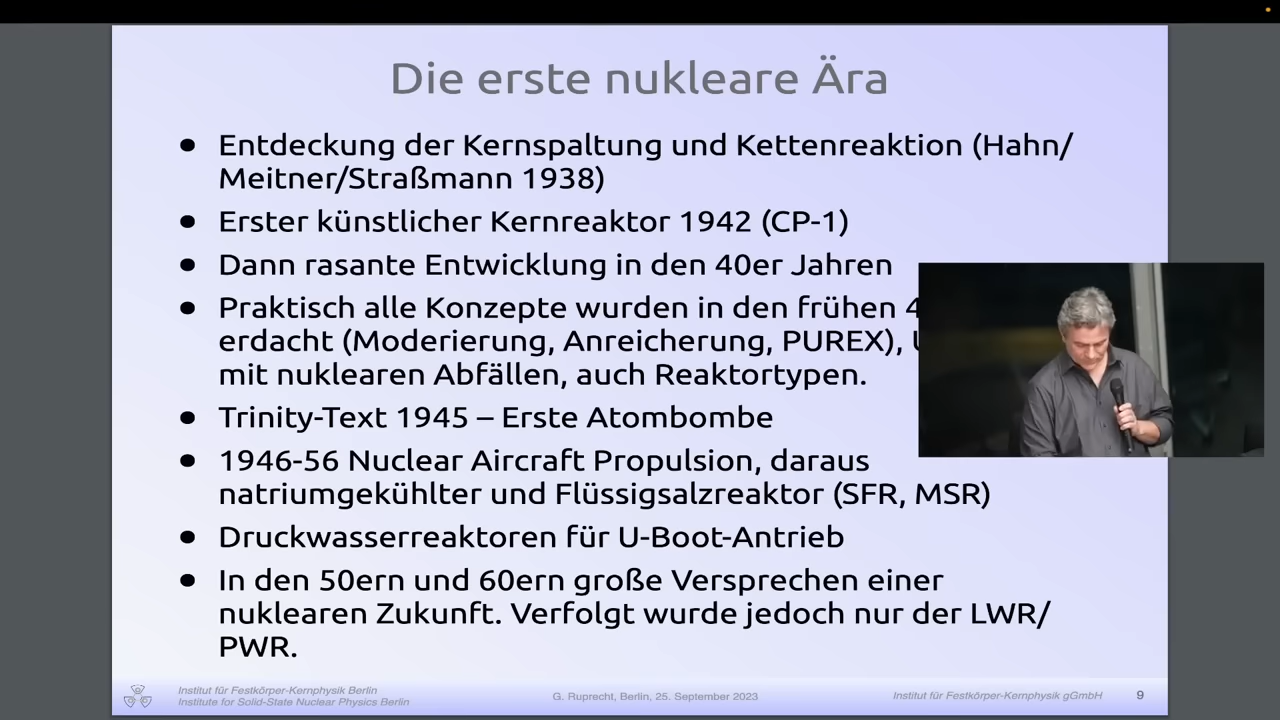 Die erste nukleare Ära
● Entdeckung der Kernspaltung und Kettenreaktion (Hahn/
Meitner/Straßmann 1938)
● Erster künstlicher Kernreaktor 1942 (CP-1)
● Dann rasante Entwicklung in den 40er Jahren
● Praktisch alle Konzepte wurden in den frühen
erdacht (Moderierung, Anreicherung, PUREX),
mit nuklearen Abfällen, auch Reaktortypen.
● Trinity-Text 1945 – Erste Atombombe
● 1946-56 Nuclear Aircraft Propulsion, daraus
natriumgekühlter und Flüssigsalzreaktor (SFR, MSR)
● Druckwasserreaktoren für U-Boot-Antrieb
● In den 50ern und 60ern große Versprechen einer
nuklearen Zukunft. Verfolgt wurde jedoch nur der LWR/
PWR.
Institut für Festkörper-Kernphysik Berlin
Institute for Solid-State Nuclear Physics Berlin
G. Ruprecht, Berlin, 25. September 2023
Institut für Festkörper-Kernphysik gGmbH
9